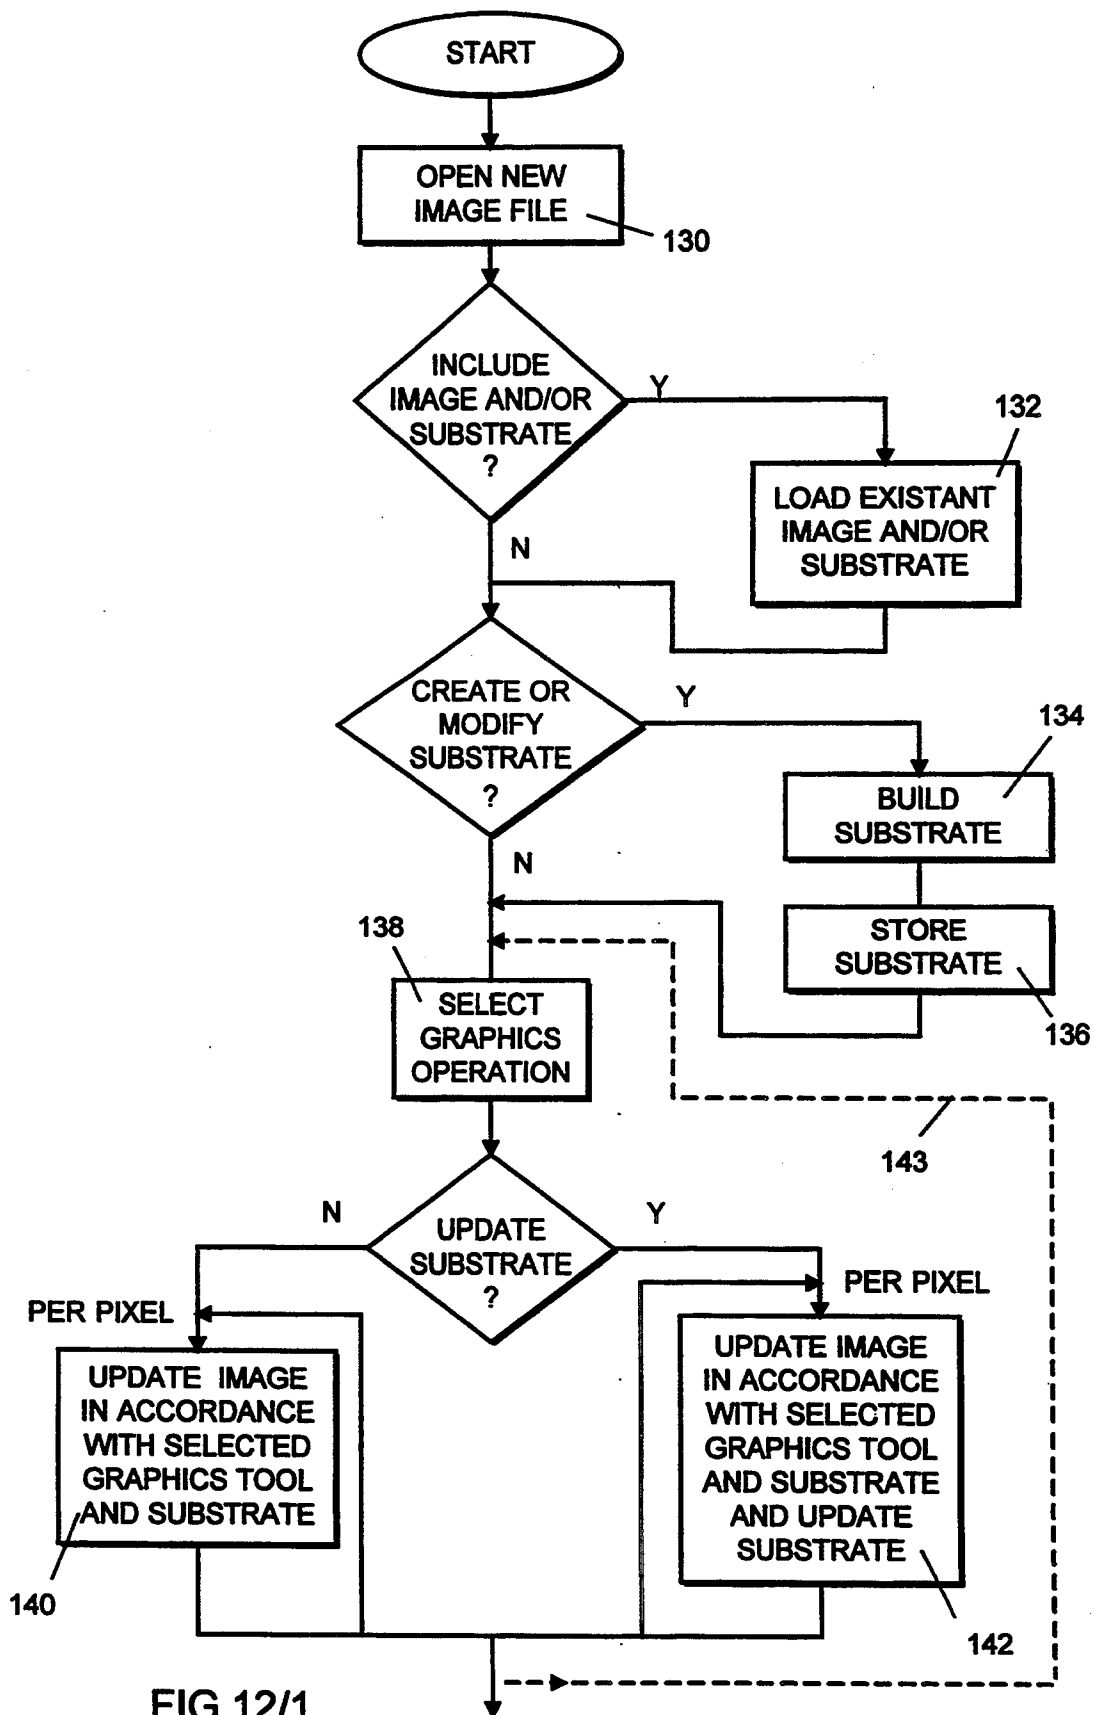 START
OPEN NEW
IMAGE FILE
130
INCLUDE
IMAGE AND/OR
SUBSTRATE
?
Y
132
LOAD EXISTANT
IMAGE AND/OR
SUBSTRATE
N
CREATE OR
MODIFY
SUBSTRATE
?
Y
134
BUILD
SUBSTRATE
N
STORE
SUBSTRATE
136
138
SELECT
GRAPHICS
OPERATION
143
UPDATE
SUBSTRATE
?
N
Y
PER PIXEL
PER PIXEL
UPDATE IMAGE
IN ACCORDANCE
WITH SELECTED
GRAPHICS TOOL
AND SUBSTRATE
140
UPDATE IMAGE
IN ACCORDANCE
WITH SELECTED
GRAPHICS TOOL
AND SUBSTRATE
AND UPDATE
SUBSTRATE
142
FIG 12/1